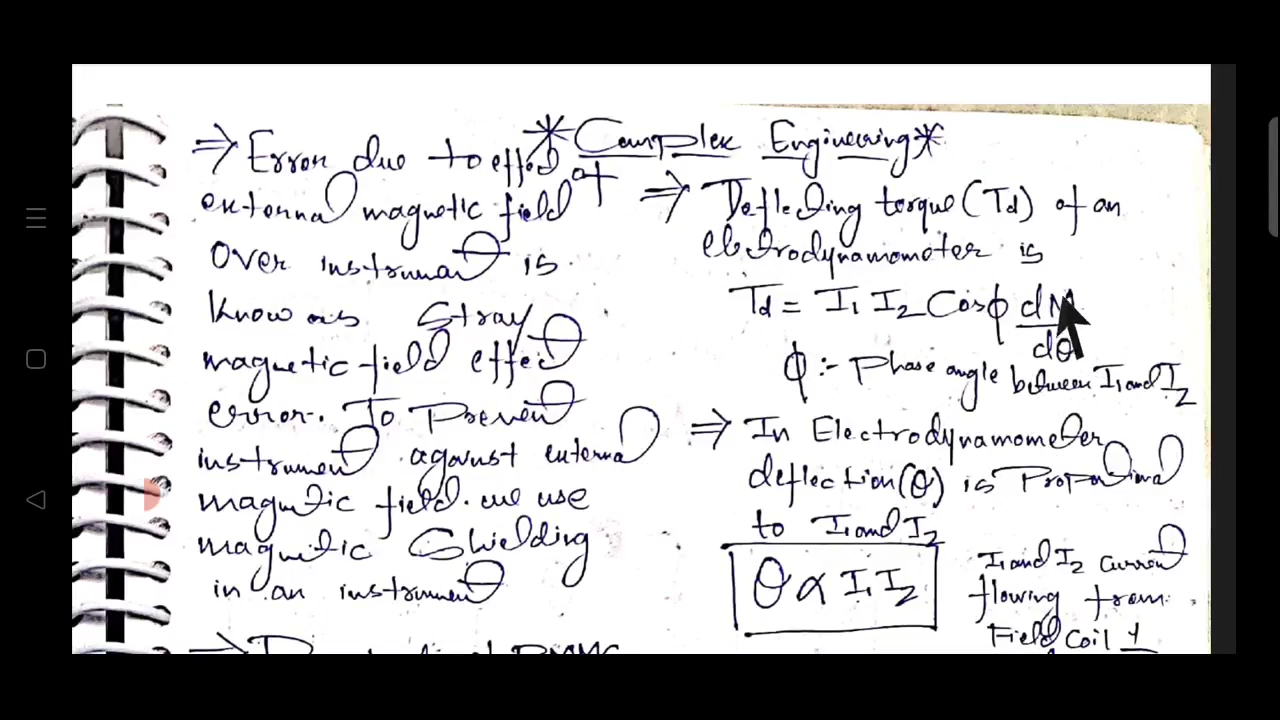 *Complex Engineering*
⇒ Error due to effect of
external magnetic field
over instrument is
know as Stray
magnetic field effect
error. To Prevent
instrument against external
magnetic field. we use
magnetic Shielding
in an instrument
⇒ Deflecting torque (Td) of an
electrodynamometer is
Td = I1 I2 Cosϕ dM/dθ
ϕ :- Phase angle between I1 and I2
⇒ In Electrodynamometer
deflection (θ) is Proportional
to I1 and I2
θ ∝ I1 I2
I1 and I2 current
flowing from
Field coil 1